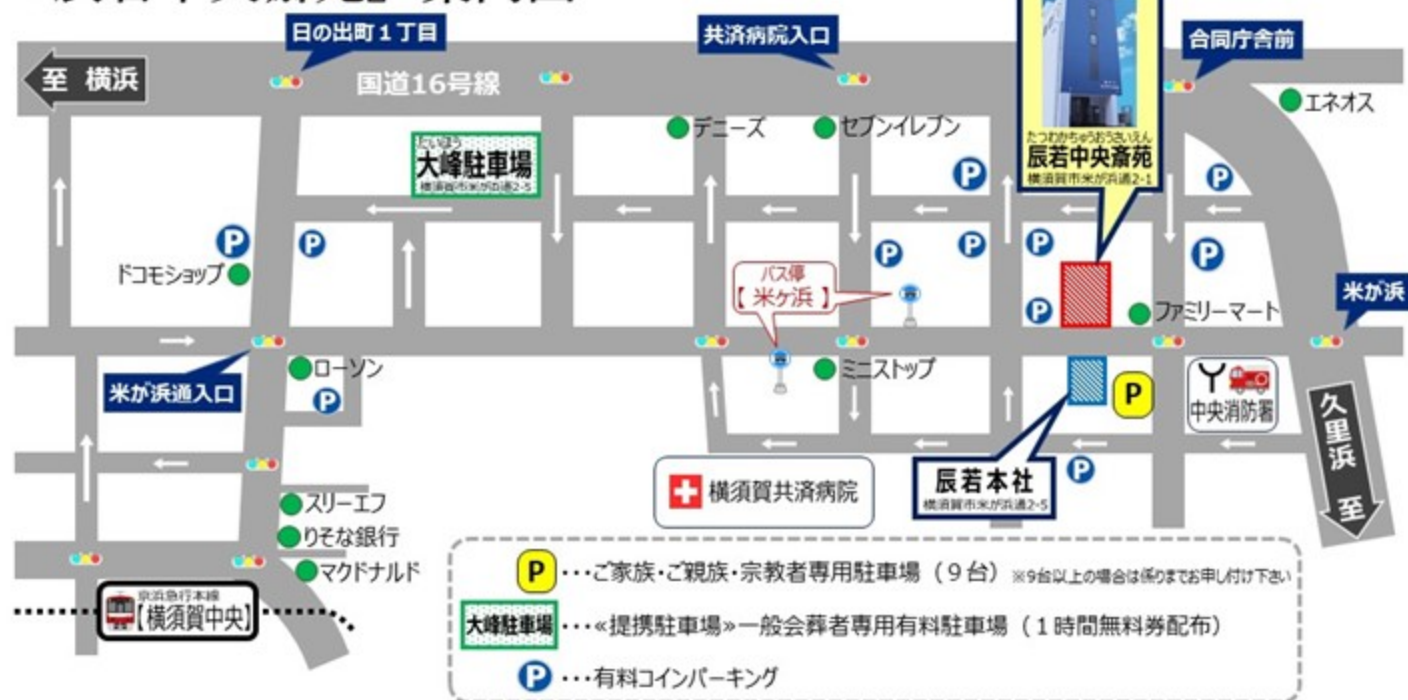 日の出町1丁目
共済病院入口
合同庁舎前
至 横浜
国道16号線
エネオス
デニーズ
セブンイレブン
たいほう
大峰駐車場
横須賀市米が浜通2-5
たつわかちゅうおうさいえん
辰若中央斎苑
横須賀市米が浜通2-1
P
P
P
P
P
P
P
P
ドコモショップ
バス停
【 米ケ浜 】
P
ファミリーマート
米が浜
ローソン
ミニストップ
米が浜通入口
P
P
中央消防署
久里浜 至
P
辰若本社
横須賀市米が浜通2-5
横須賀共済病院
スリーエフ
りそな銀行
マクドナルド
京浜急行本線
【横須賀中央】
P・・・ご家族・ご親族・宗教者専用駐車場（9台）※9台以上の場合は係りまでお申し付け下さい
大峰駐車場・・・≪提携駐車場≫一般会葬者専用有料駐車場（１時間無料券配布）
P・・・有料コインパーキング